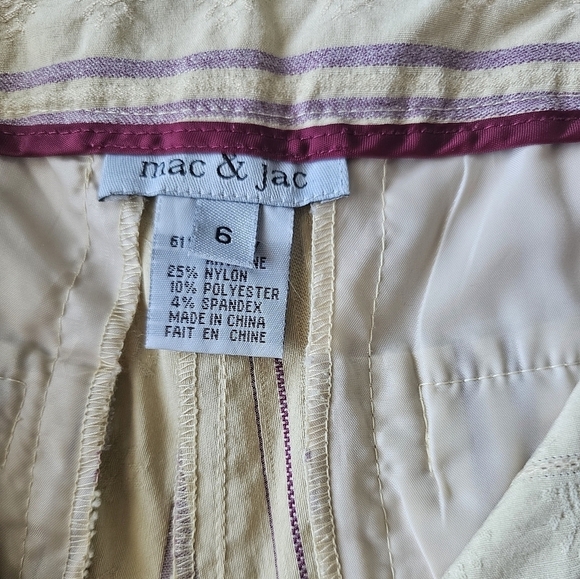 mac & jac
6
25% NYLON
10% POLYESTER
4% SPANDEX
MADE IN CHINA
FAIT EN CHINE